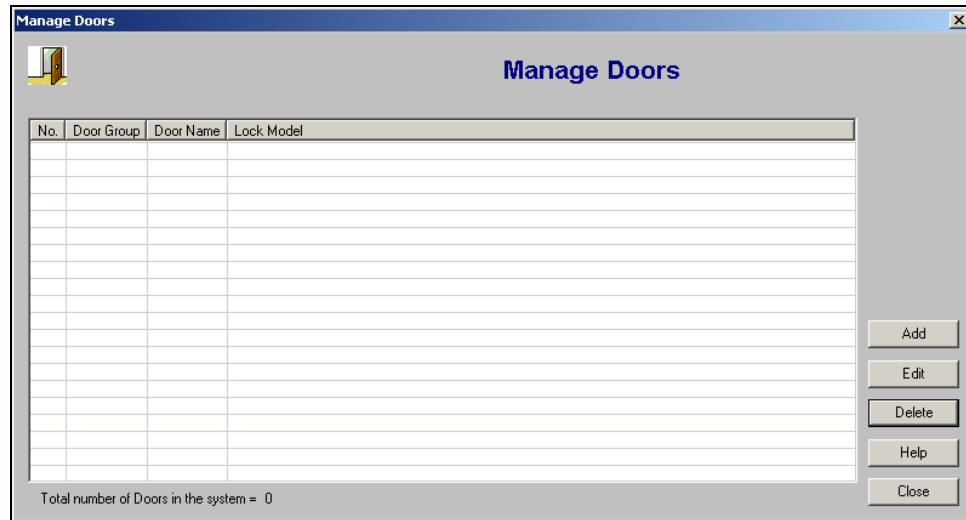 Manage Doors
Manage Doors
No. Door Group Door Name Lock Model
Add
Edit
Delete
Help
Close
Total number of Doors in the system = 0